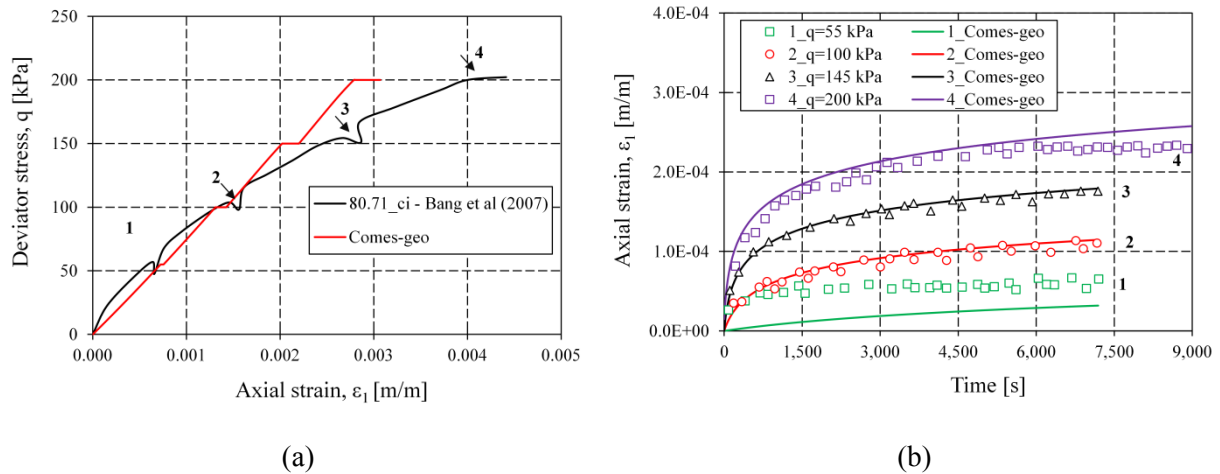 Deviator stress, q [kPa]
250
200
150
100
50
0
1
2
3
4
80.71_ci - Bang et al (2007)
Comes-geo
0.000
0.001
0.002
0.003
0.004
0.005
Axial strain, ε1 [m/m]
(a)
Axial strain, ε1 [m/m]
4.0E-04
3.0E-04
2.0E-04
1.0E-04
0.0E+00
1_q=55 kPa
1_Comes-geo
2_q=100 kPa
2_Comes-geo
3_q=145 kPa
3_Comes-geo
4_q=200 kPa
4_Comes-geo
4
3
2
1
0
1,500
3,000
4,500
6,000
7,500
9,000
Time [s]
(b)